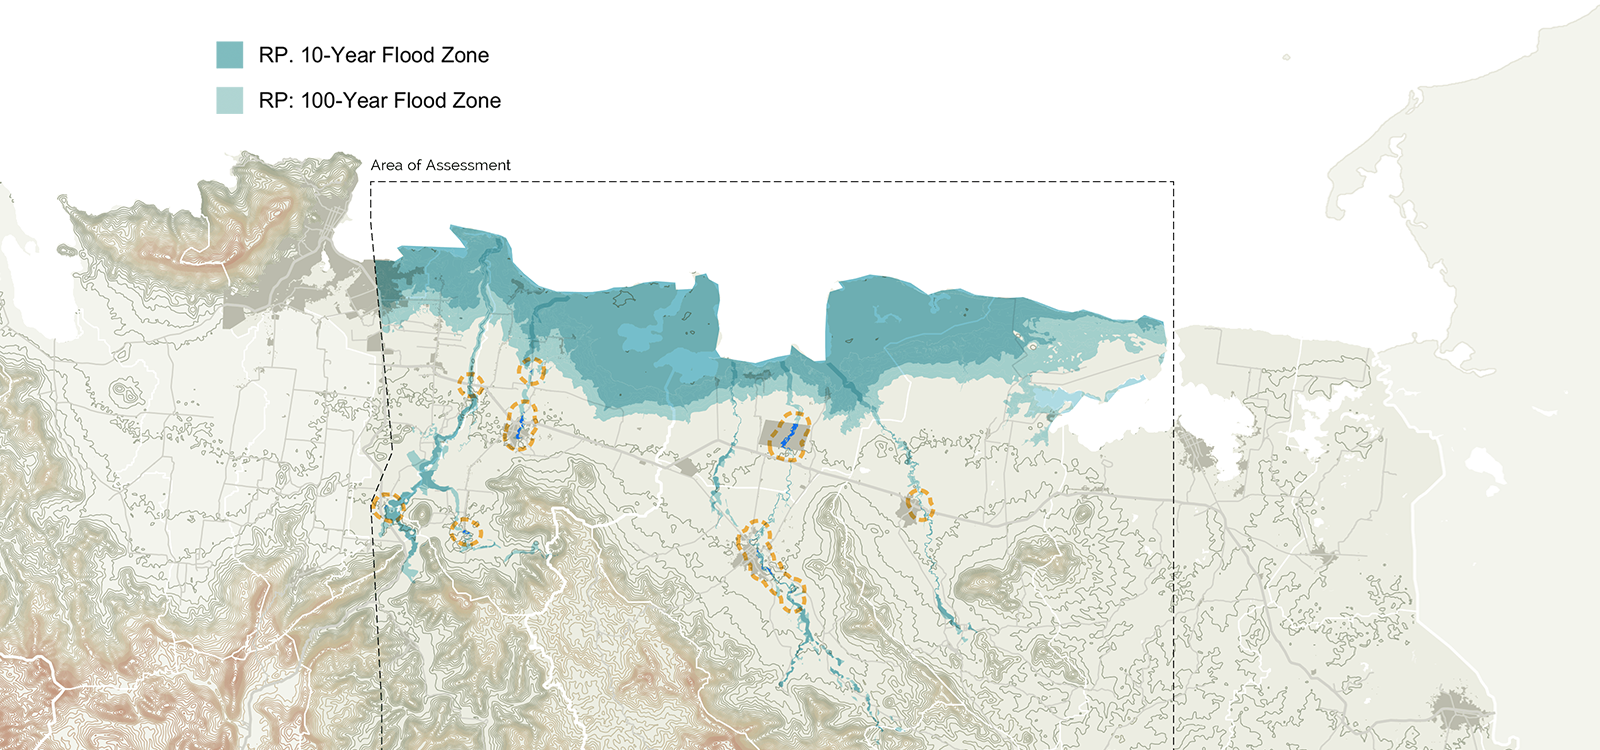 RP. 10-Year Flood Zone
RP: 100-Year Flood Zone
Area of Assessment